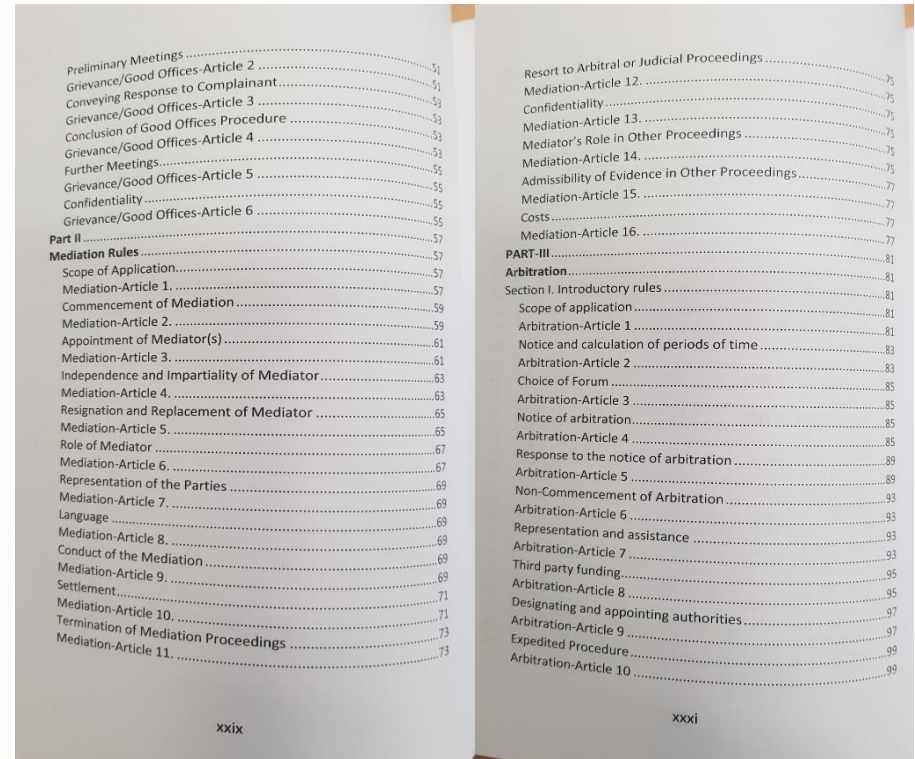 Preliminary Meetings ........................................ 51
Grievance/Good Offices-Article 2 ........................................ 51
Conveying Response to Complainant ........................................ 53
Grievance/Good Offices-Article 3 ........................................ 53
Conclusion of Good Offices Procedure ........................................ 53
Grievance/Good Offices-Article 4 ........................................ 53
Further Meetings ........................................ 55
Grievance/Good Offices-Article 5 ........................................ 55
Confidentiality ........................................ 55
Grievance/Good Offices-Article 6 ........................................ 55
Part II ........................................ 57
Mediation Rules ........................................ 57
Scope of Application ........................................ 57
Mediation-Article 1. ........................................ 57
Commencement of Mediation ........................................ 59
Mediation-Article 2. ........................................ 59
Appointment of Mediator(s) ........................................ 61
Mediation-Article 3. ........................................ 61
Independence and Impartiality of Mediator ........................................ 63
Mediation-Article 4. ........................................ 63
Resignation and Replacement of Mediator ........................................ 65
Mediation-Article 5. ........................................ 65
Role of Mediator ........................................ 67
Mediation-Article 6. ........................................ 67
Representation of the Parties ........................................ 69
Mediation-Article 7. ........................................ 69
Language ........................................ 69
Mediation-Article 8. ........................................ 69
Conduct of the Mediation ........................................ 69
Mediation-Article 9. ........................................ 69
Settlement ........................................ 71
Mediation-Article 10. ........................................ 71
Termination of Mediation Proceedings ........................................ 73
Mediation-Article 11. ........................................ 73
xxix
Resort to Arbitral or Judicial Proceedings ........................................ 75
Mediation-Article 12. ........................................ 75
Confidentiality ........................................ 75
Mediation-Article 13. ........................................ 75
Mediator's Role in Other Proceedings ........................................ 75
Mediation-Article 14. ........................................ 75
Admissibility of Evidence in Other Proceedings ........................................ 77
Mediation-Article 15. ........................................ 77
Costs ........................................ 77
Mediation-Article 16. ........................................ 77
PART-III ........................................ 81
Arbitration ........................................ 81
Section I. Introductory rules ........................................ 81
Scope of application ........................................ 81
Arbitration-Article 1 ........................................ 81
Notice and calculation of periods of time ........................................ 83
Arbitration-Article 2 ........................................ 83
Choice of Forum ........................................ 85
Arbitration-Article 3 ........................................ 85
Notice of arbitration ........................................ 85
Arbitration-Article 4 ........................................ 85
Response to the notice of arbitration ........................................ 89
Arbitration-Article 5 ........................................ 89
Non-Commencement of Arbitration ........................................ 93
Arbitration-Article 6 ........................................ 93
Representation and assistance ........................................ 93
Arbitration-Article 7 ........................................ 93
Third party funding ........................................ 95
Arbitration-Article 8 ........................................ 95
Designating and appointing authorities ........................................ 97
Arbitration-Article 9 ........................................ 97
Expedited Procedure ........................................ 99
Arbitration-Article 10 ........................................ 99
xxxi